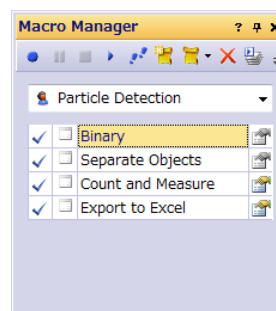 Macro Manager
Particle Detection
Binary
Separate Objects
Count and Measure
Export to Excel